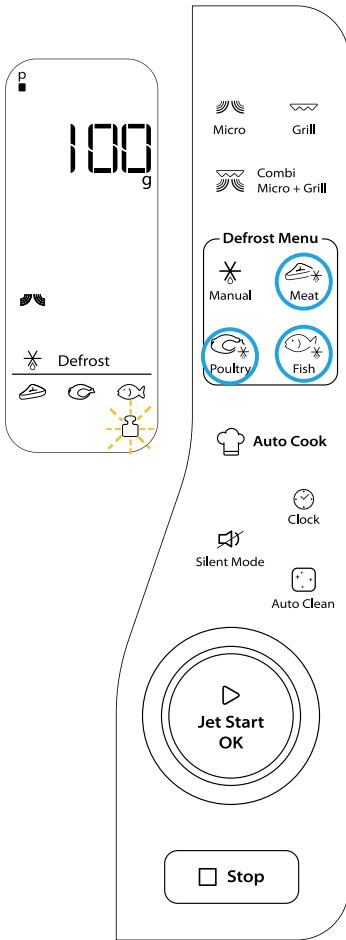 p
100
g
Defrost
Micro
Grill
Combi
Micro + Grill
Defrost Menu
Manual
Meat
Poultry
Fish
Auto Cook
Clock
Silent Mode
Auto Clean
Jet Start
OK
Stop